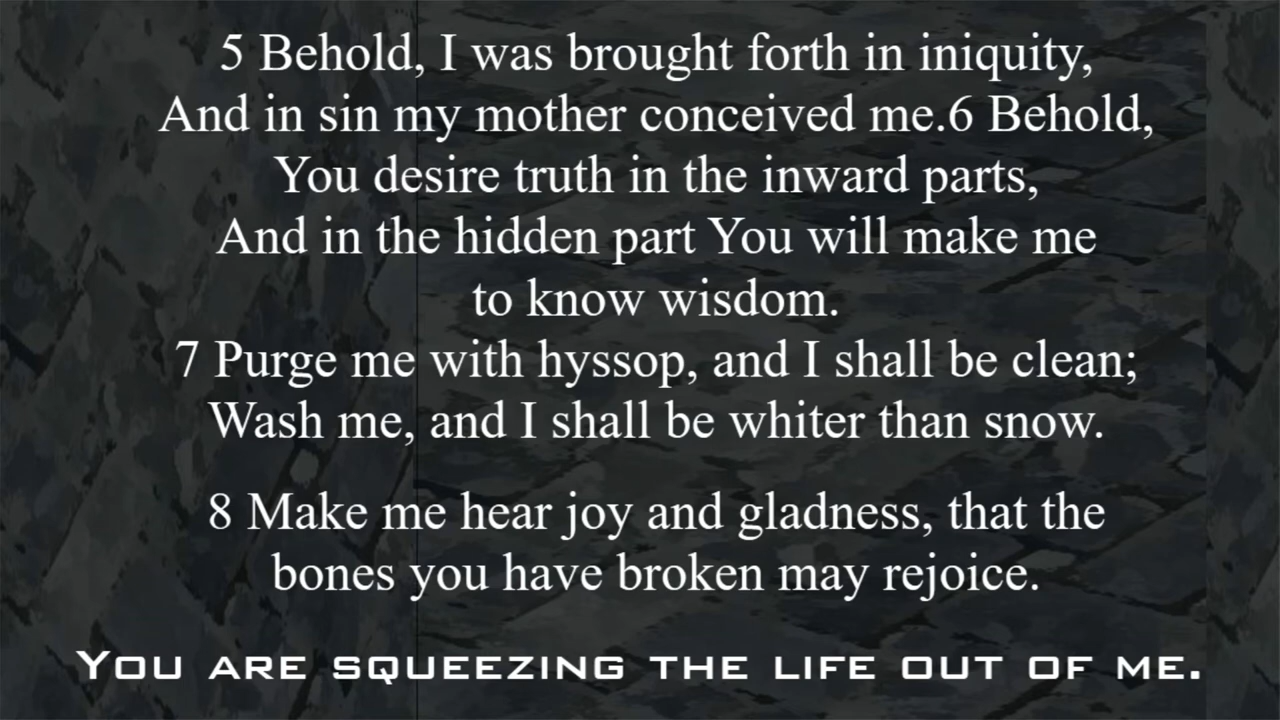 5 Behold, I was brought forth in iniquity,
And in sin my mother conceived me.6 Behold,
You desire truth in the inward parts,
And in the hidden part You will make me
to know wisdom.
7 Purge me with hyssop, and I shall be clean;
Wash me, and I shall be whiter than snow.
8 Make me hear joy and gladness, that the
bones you have broken may rejoice.
You are squeezing the life out of me.